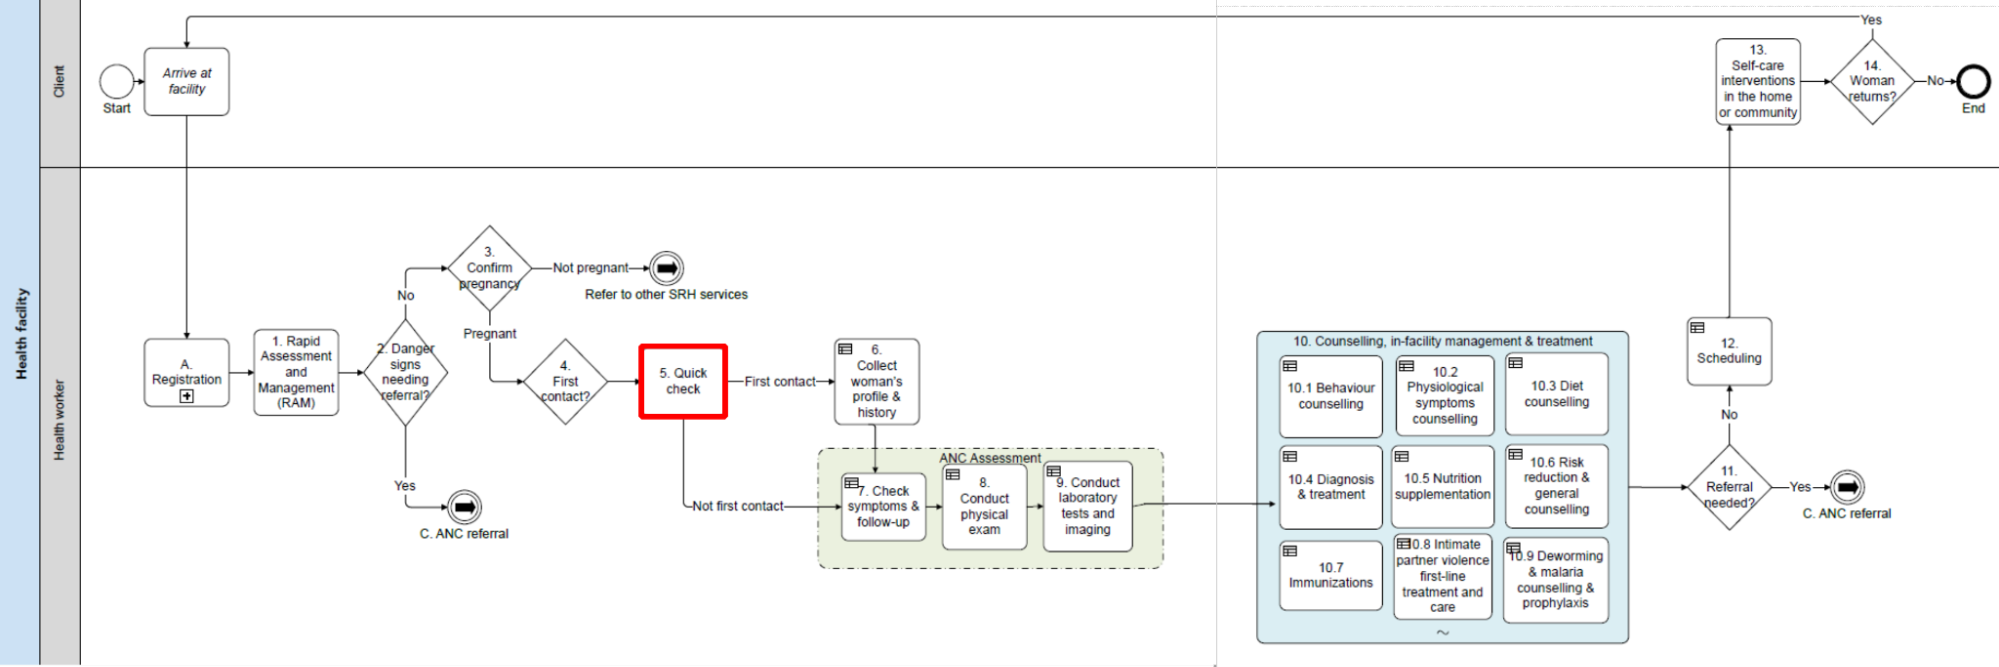 Health facility
Client
Health worker
Start
Arrive at
facility
13.
Self-care
interventions
in the home
or community
14.
Woman
returns?
Yes
No
End
A.
Registration
1. Rapid
Assessment
and
Management
(RAM)
2. Danger
signs
needing
referral?
No
Yes
C. ANC referral
3.
Confirm
pregnancy
Not pregnant
Refer to other SRH services
Pregnant
4.
First
contact?
5. Quick
check
First contact
Not first contact
6.
Collect
woman's
profile &
history
ANC Assessment
7. Check
symptoms &
follow-up
8.
Conduct
physical
exam
9. Conduct
laboratory
tests and
imaging
10. Counselling, in-facility management & treatment
10.1 Behaviour
counselling
10.2
Physiological
symptoms
counselling
10.3 Diet
counselling
10.4 Diagnosis
& treatment
10.5 Nutrition
supplementation
10.6 Risk
reduction &
general
counselling
10.7
Immunizations
10.8 Intimate
partner violence
first-line
treatment and
care
10.9 Deworming
& malaria
counselling &
prophylaxis
~
11.
Referral
needed?
Yes
C. ANC referral
No
12.
Scheduling